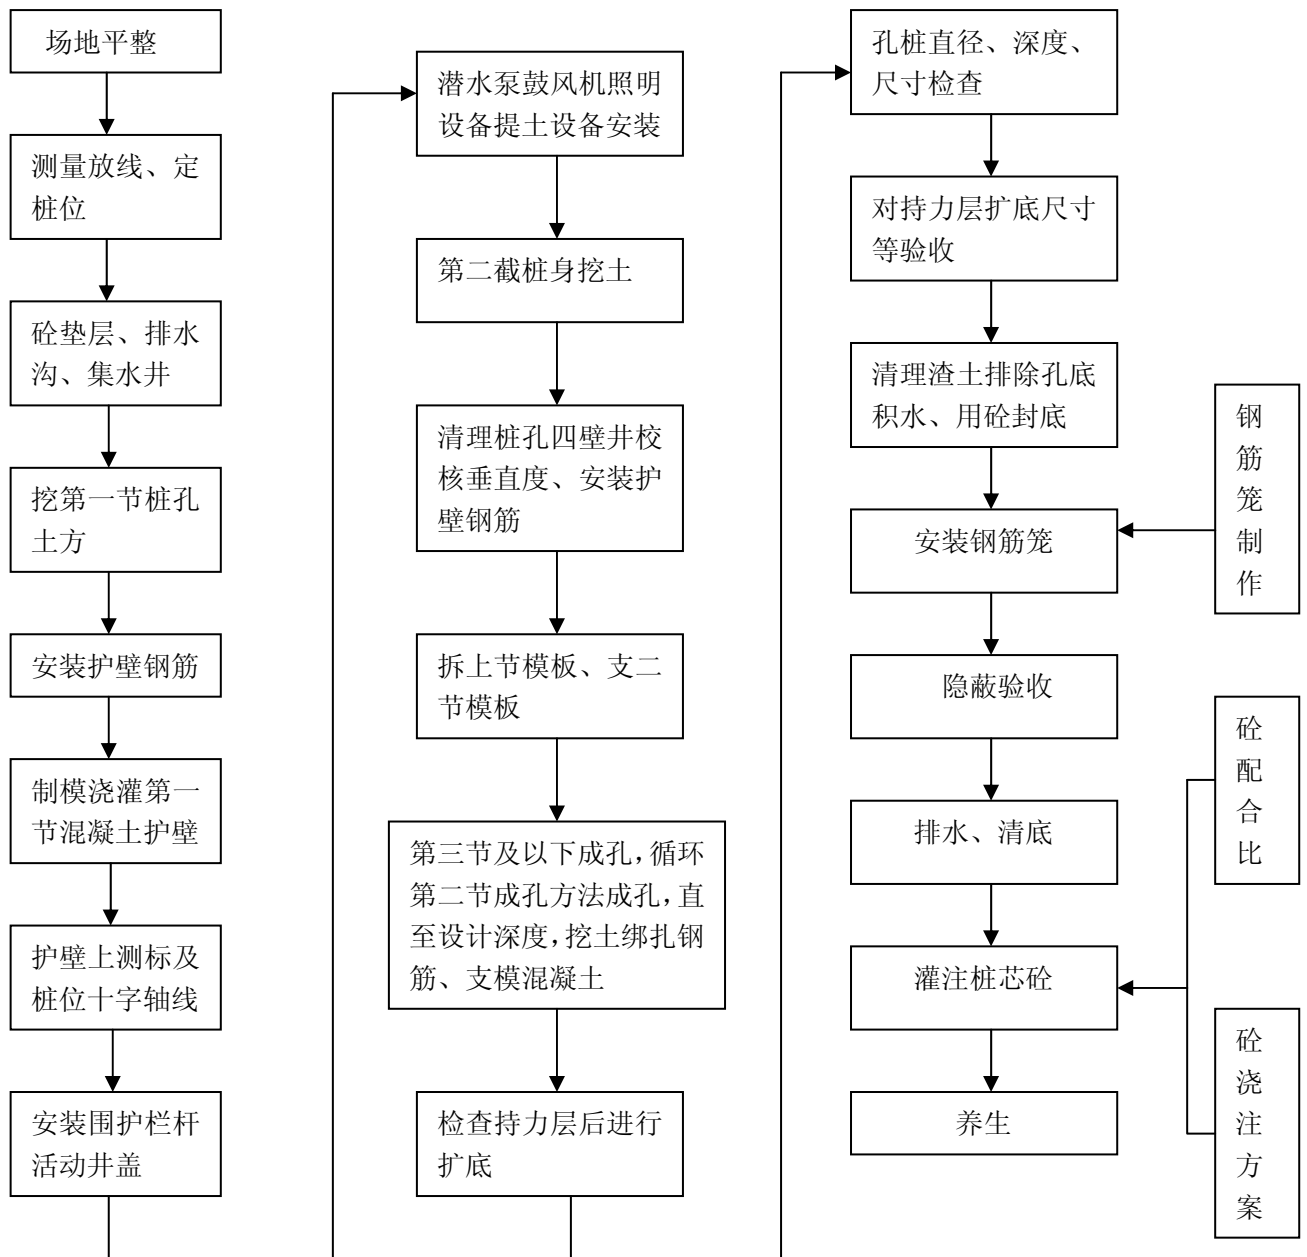 场地平整
测量放线、定
桩位
砼垫层、排水
沟、集水井
挖第一节桩孔
土方
安装护壁钢筋
制模浇灌第一
节混凝土护壁
护壁上测标及
桩位十字轴线
安装围护栏杆
活动井盖
潜水泵鼓风机照明
设备提土设备安装
第二截桩身挖土
清理桩孔四壁井校
核垂直度、安装护
壁钢筋
拆上节模板、支二
节模板
第三节及以下成孔，循环
第二节成孔方法成孔，直
至设计深度，挖土绑扎钢
筋、支模混凝土
检查持力层后进行
扩底
孔桩直径、深度、
尺寸检查
对持力层扩底尺寸
等验收
清理渣土排除孔底
积水、用砼封底
安装钢筋笼
隐蔽验收
排水、清底
灌注桩芯砼
养生
钢
筋
笼
制
作
砼
配
合
比
砼
浇
注
方
案